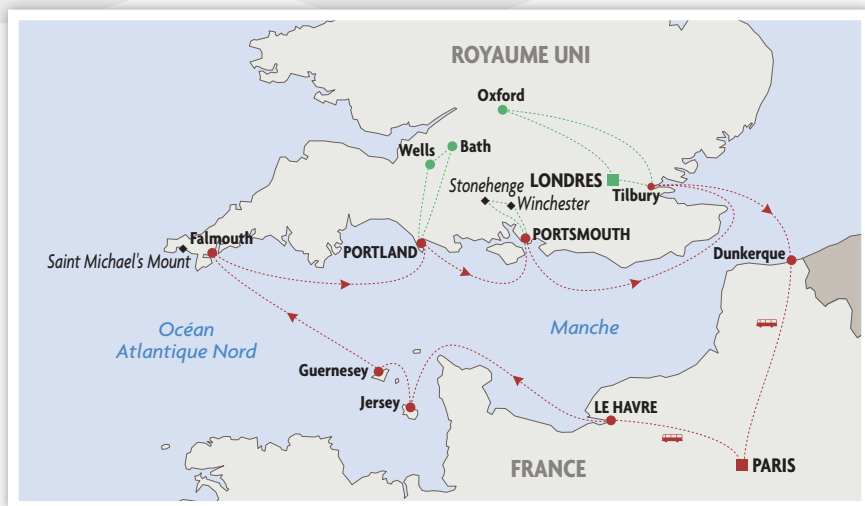 ROYAUME UNI
Oxford
Wells
Bath
Stonehenge
LONDRES
Winchester
Tilbury
Falmouth
PORTLAND
PORTSMOUTH
Saint Michael's Mount
Dunkerque
Océan
Atlantique Nord
Manche
Guernesey
Jersey
LE HAVRE
FRANCE
PARIS